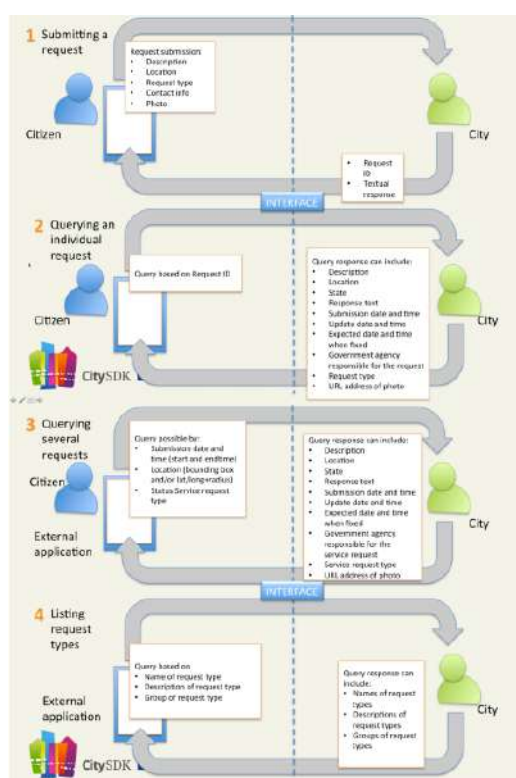 1 Submitting a
request
Request submission:
• Description
• Location
• Request type
• Contact info
• Photo
Citizen
City
• Request
ID
• Textual
response
INTERFACE
2 Querying an
individual
request
Query based on Request ID
Query response can include:
• Description
• Location
• State
• Response text
• Submission date and time
• Update date and time
• Expected date and time
when fixed
• Government agency
responsible for the request
• Request type
• URL address of photo
Citizen
City
CitySDK
3 Querying
several
requests
Query possible by:
• Submission date and
time (start and endtime)
• Location (bounding box
and/or lat,long+radius)
• Status Service request
type
Query response can include:
• Description
• Location
• State
• Response text
• Submission date and time
• Update date and time
• Expected date and time
when fixed
• Government agency
responsible for the
service request
• Service request type
• URL address of photo
Citizen
City
External
application
INTERFACE
4 Listing
request
types
Query based on
• Name of request type
• Description of request type
• Group of request type
Query response can
include:
• Names of request
types
• Descriptions of
request types
• Groups of request
types
City
External
application
CitySDK